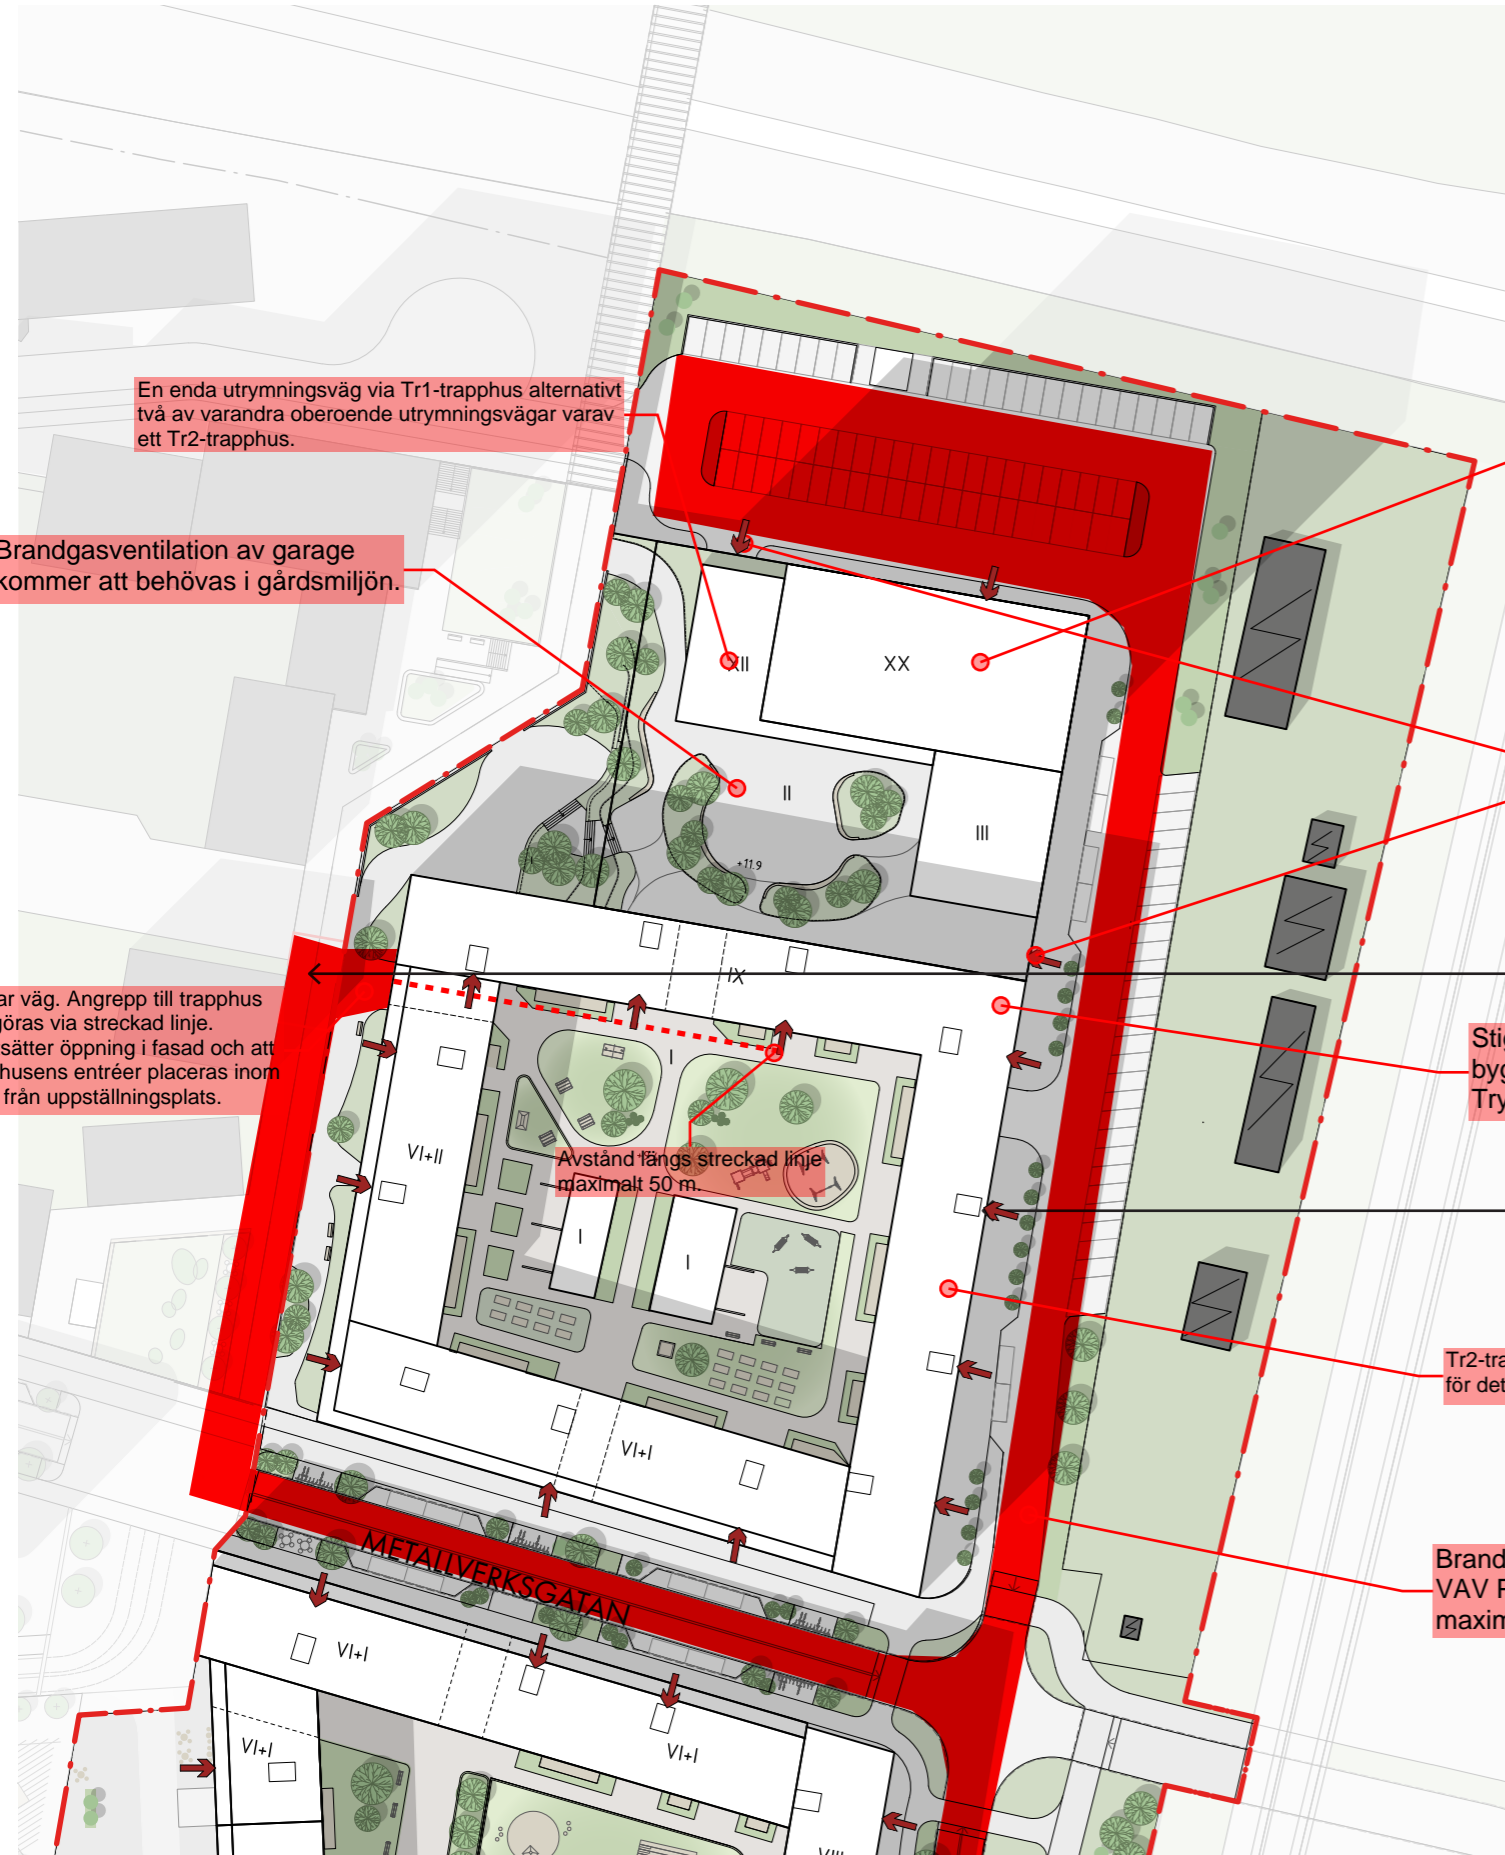 En enda utrymningsväg via Tr1-trapphus alternativt
två av varandra oberoende utrymningsvägar varav
ett Tr2-trapphus.
Brandgasventilation av garage
kommer att behövas i gårdsmiljön.
XII
XX
II
III
+11.9
IX
ar väg. Angrepp till trapphus
göras via streckad linje.
sätter öppning i fasad och att
husens entréer placeras inom
från uppställningsplats.
Stig
byg
Try
I
VI+II
Avstånd längs streckad linje
maximalt 50 m.
I
I
Tr2-tra
för det
VI+I
METALLVERKSGATAN
Brand
VAV P
maxim
VI+I
VI+I
VI+I
VIII